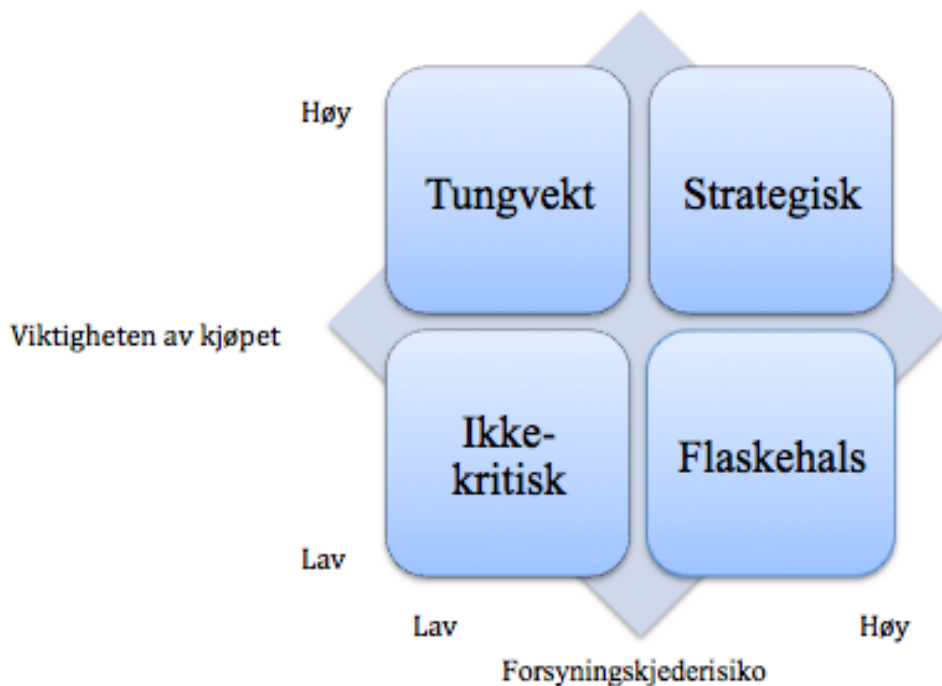 Høy
Tungvekt
Strategisk
Viktigheten av kjøpet
Ikke-
kritisk
Flaskehals
Lav
Lav
Høy
Forsyningskjederisiko